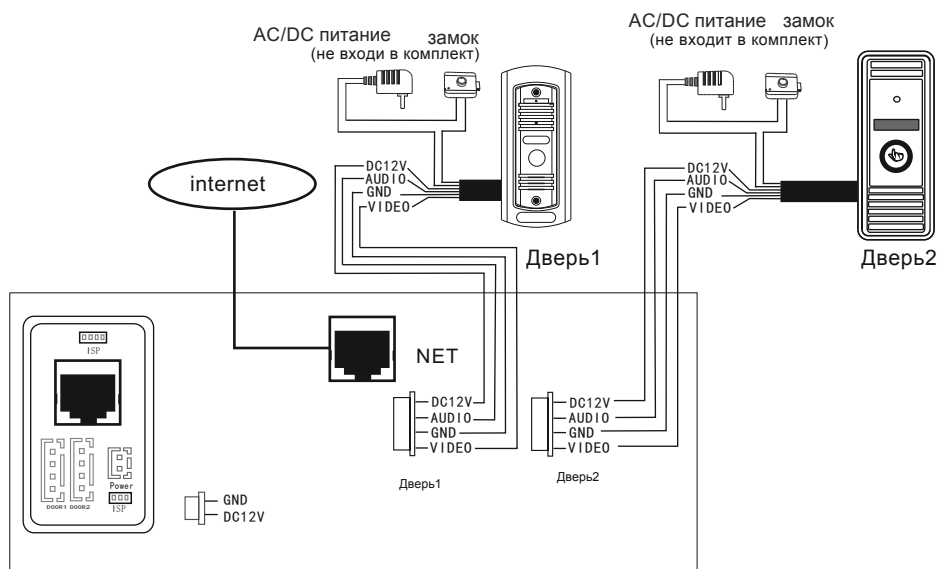 AC/DC питание замок
(не входи в комплект)
AC/DC питание замок
(не входит в комплект)
DC12V
AUDIO
GND
VIDEO
DC12V
AUDIO
GND
VIDEO
internet
Дверь1
Дверь2
ISP
NET
DC12V
AUDIO
GND
VIDEO
DC12V
AUDIO
GND
VIDEO
Дверь1
Дверь2
Power
DOOR1 DOOR2
ISP
GND
DC12V